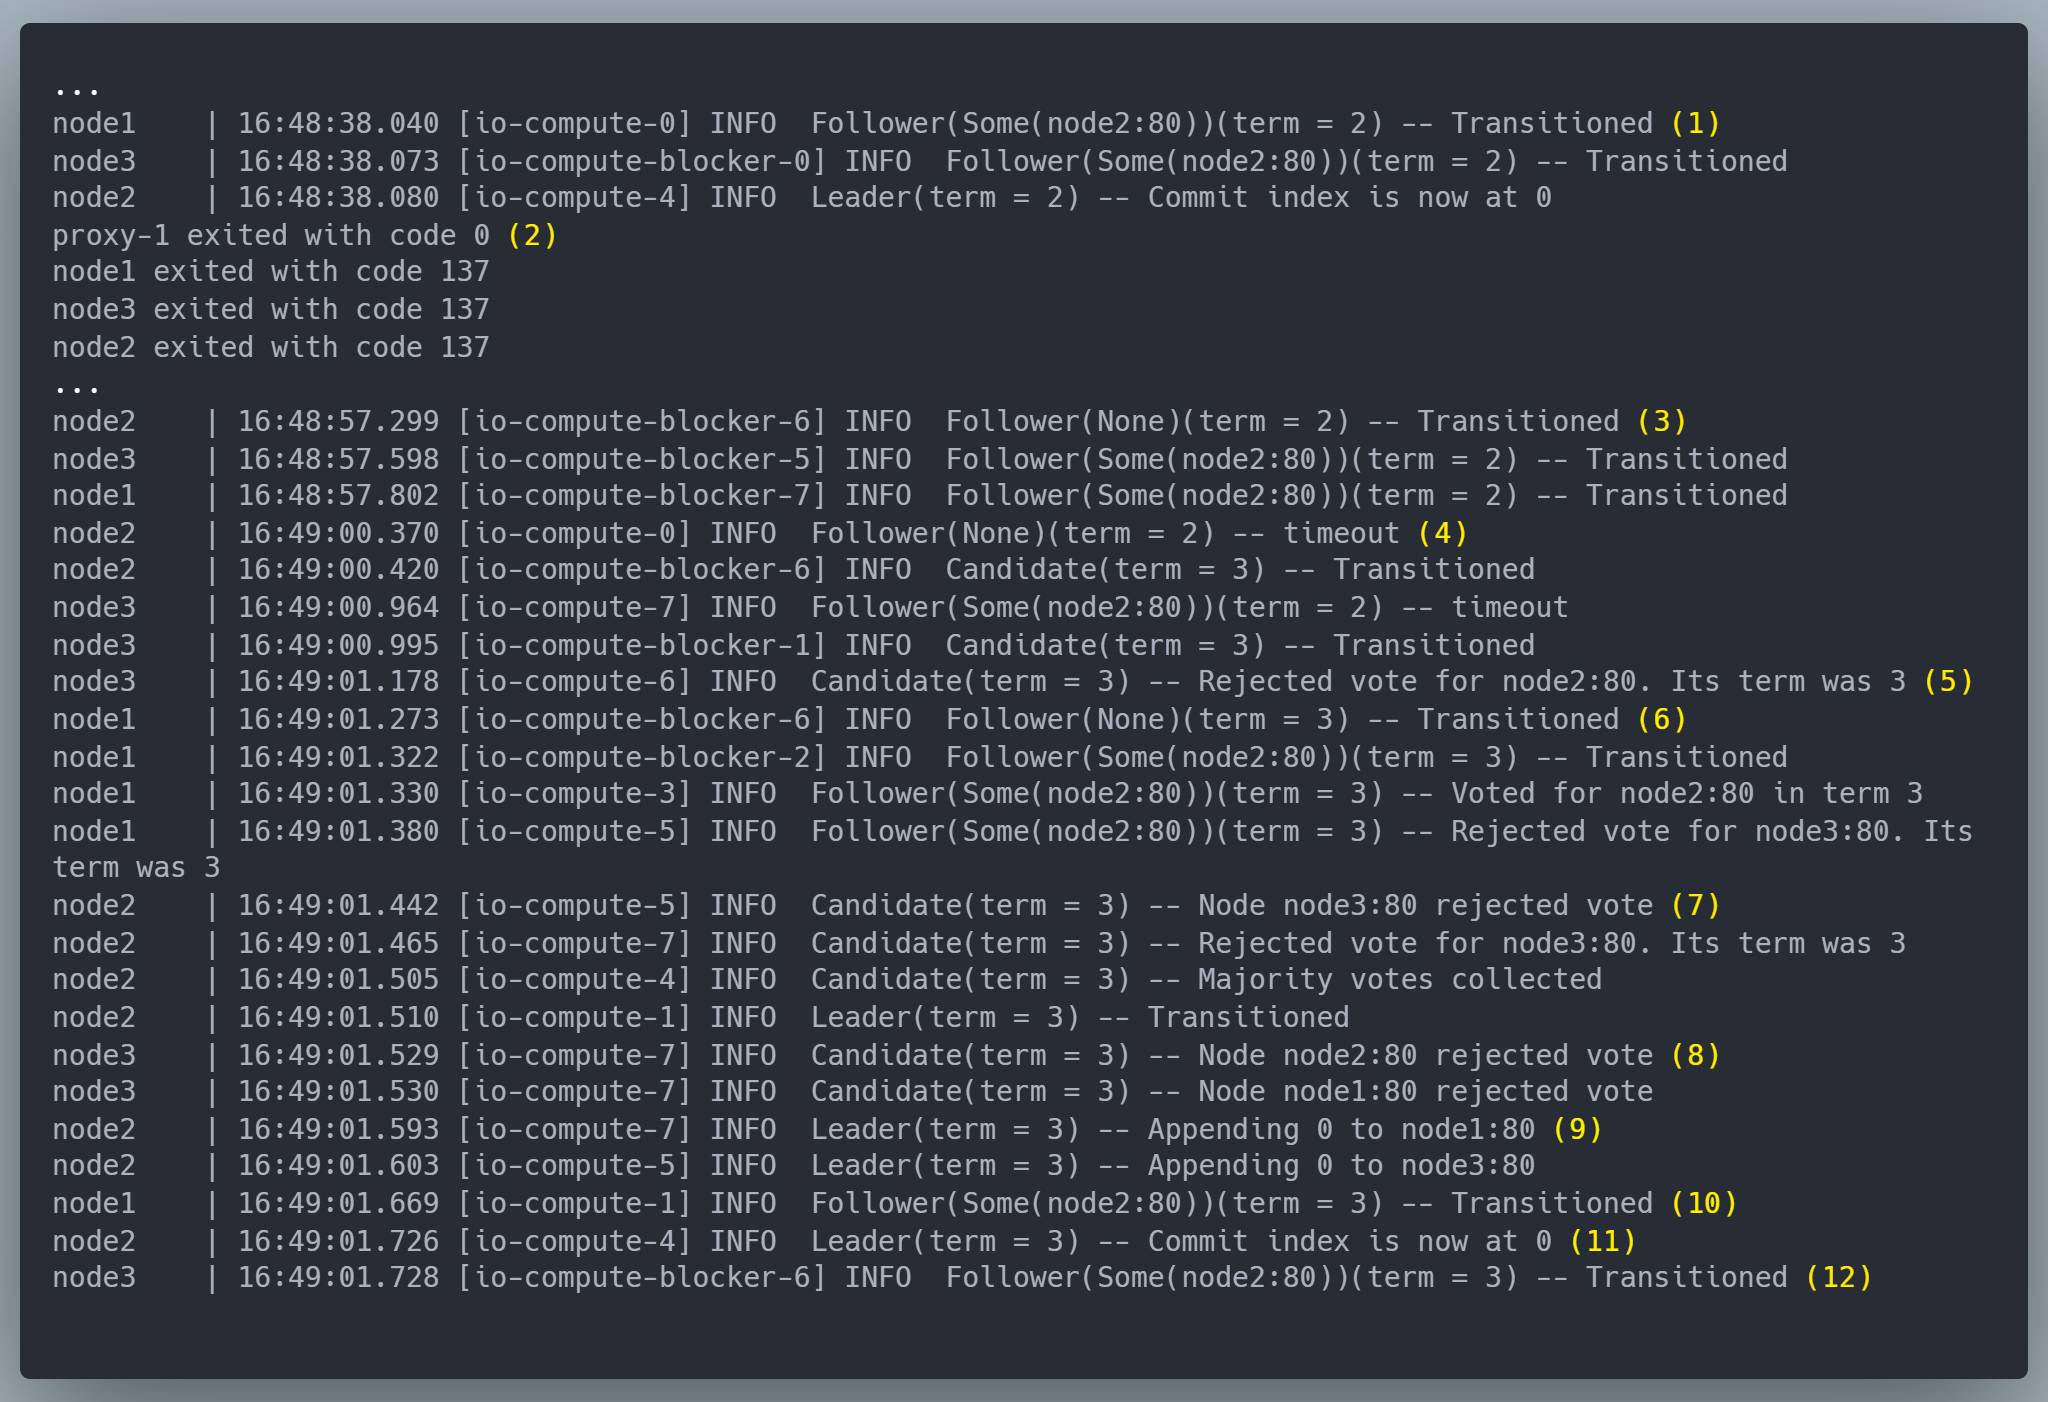 ...
node1    | 16:48:38.040 [io-compute-0] INFO  Follower(Some(node2:80))(term = 2) -- Transitioned (1)
node3    | 16:48:38.073 [io-compute-blocker-0] INFO  Follower(Some(node2:80))(term = 2) -- Transitioned
node2    | 16:48:38.080 [io-compute-4] INFO  Leader(term = 2) -- Commit index is now at 0
proxy-1 exited with code 0 (2)
node1 exited with code 137
node3 exited with code 137
node2 exited with code 137
...
node2    | 16:48:57.299 [io-compute-blocker-6] INFO  Follower(None)(term = 2) -- Transitioned (3)
node3    | 16:48:57.598 [io-compute-blocker-5] INFO  Follower(Some(node2:80))(term = 2) -- Transitioned
node1    | 16:48:57.802 [io-compute-blocker-7] INFO  Follower(Some(node2:80))(term = 2) -- Transitioned
node2    | 16:49:00.370 [io-compute-0] INFO  Follower(None)(term = 2) -- timeout (4)
node2    | 16:49:00.420 [io-compute-blocker-6] INFO  Candidate(term = 3) -- Transitioned
node3    | 16:49:00.964 [io-compute-7] INFO  Follower(Some(node2:80))(term = 2) -- timeout
node3    | 16:49:00.995 [io-compute-blocker-1] INFO  Candidate(term = 3) -- Transitioned
node3    | 16:49:01.178 [io-compute-6] INFO  Candidate(term = 3) -- Rejected vote for node2:80. Its term was 3 (5)
node1    | 16:49:01.273 [io-compute-blocker-6] INFO  Follower(None)(term = 3) -- Transitioned (6)
node1    | 16:49:01.322 [io-compute-blocker-2] INFO  Follower(Some(node2:80))(term = 3) -- Transitioned
node1    | 16:49:01.330 [io-compute-3] INFO  Follower(Some(node2:80))(term = 3) -- Voted for node2:80 in term 3
node1    | 16:49:01.380 [io-compute-5] INFO  Follower(Some(node2:80))(term = 3) -- Rejected vote for node3:80. Its
term was 3
node2    | 16:49:01.442 [io-compute-5] INFO  Candidate(term = 3) -- Node node3:80 rejected vote (7)
node2    | 16:49:01.465 [io-compute-7] INFO  Candidate(term = 3) -- Rejected vote for node3:80. Its term was 3
node2    | 16:49:01.505 [io-compute-4] INFO  Candidate(term = 3) -- Majority votes collected
node2    | 16:49:01.510 [io-compute-1] INFO  Leader(term = 3) -- Transitioned
node3    | 16:49:01.529 [io-compute-7] INFO  Candidate(term = 3) -- Node node2:80 rejected vote (8)
node3    | 16:49:01.530 [io-compute-7] INFO  Candidate(term = 3) -- Node node1:80 rejected vote
node2    | 16:49:01.593 [io-compute-7] INFO  Leader(term = 3) -- Appending 0 to node1:80 (9)
node2    | 16:49:01.603 [io-compute-5] INFO  Leader(term = 3) -- Appending 0 to node3:80
node1    | 16:49:01.669 [io-compute-1] INFO  Follower(Some(node2:80))(term = 3) -- Transitioned (10)
node2    | 16:49:01.726 [io-compute-4] INFO  Leader(term = 3) -- Commit index is now at 0 (11)
node3    | 16:49:01.728 [io-compute-blocker-6] INFO  Follower(Some(node2:80))(term = 3) -- Transitioned (12)